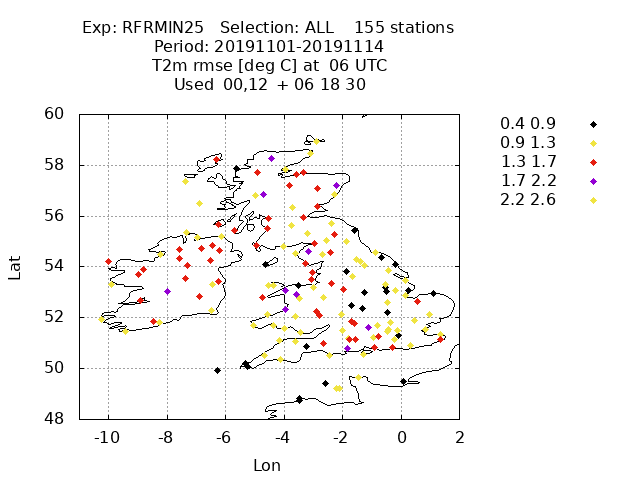 Exp: RFRMIN25 Selection: ALL 155 stations
Period: 20191101-20191114
T2m rmse [deg C] at 06 UTC
Used 00,12 + 06 18 30
60
58
56
54
52
50
48
Lat
-10 -8 -6 -4 -2 0 2
Lon
0.4 0.9
0.9 1.3
1.3 1.7
1.7 2.2
2.2 2.6